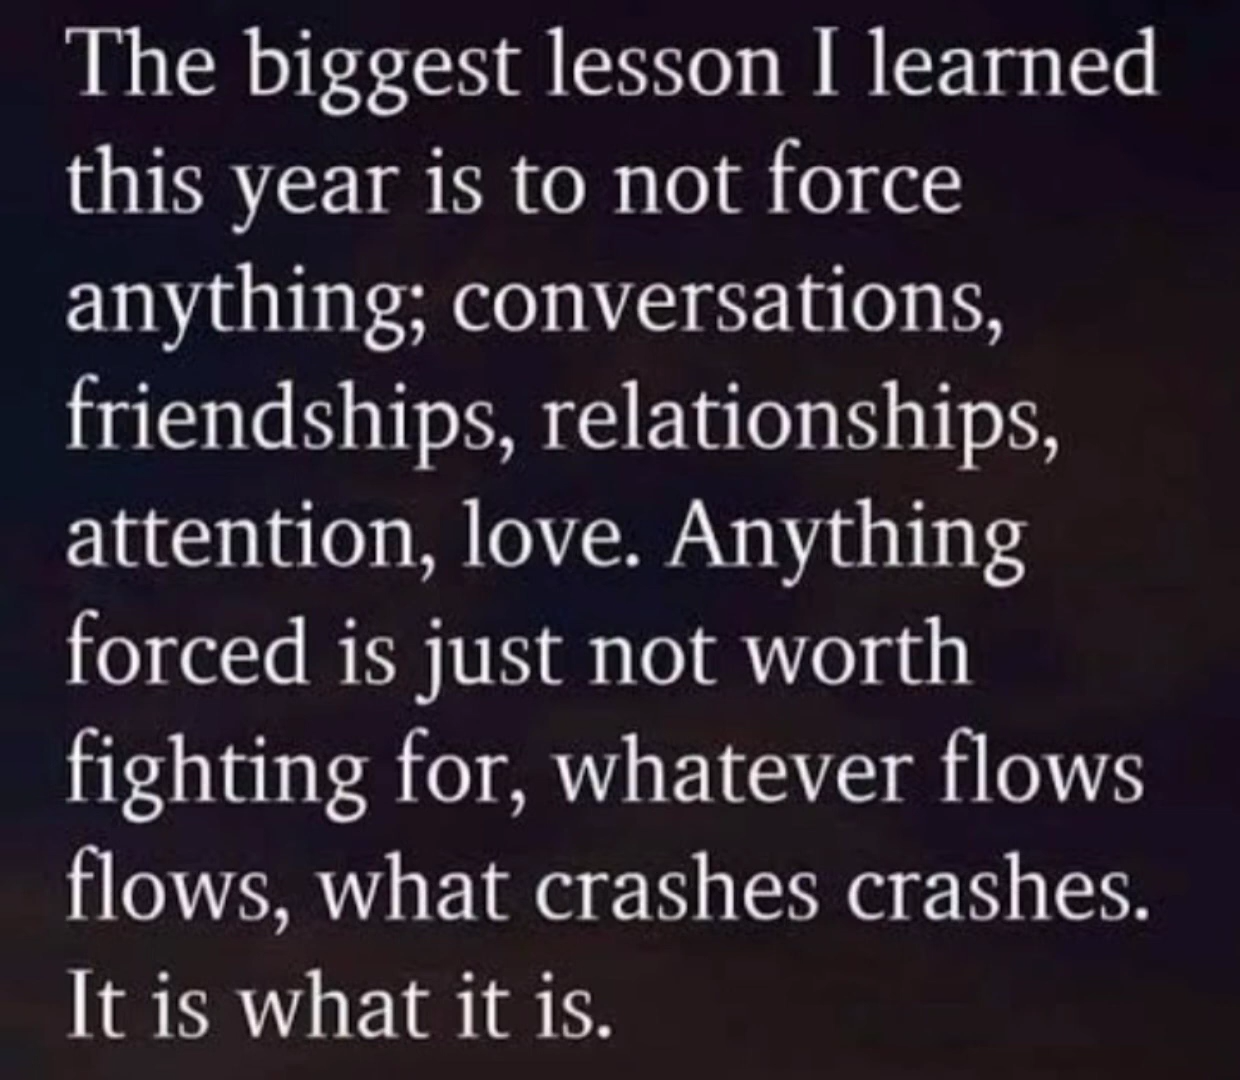 The biggest lesson I learned
this year is to not force
anything; conversations,
friendships, relationships,
attention, love. Anything
forced is just not worth
fighting for, whatever flows
flows, what crashes crashes.
It is what it is.